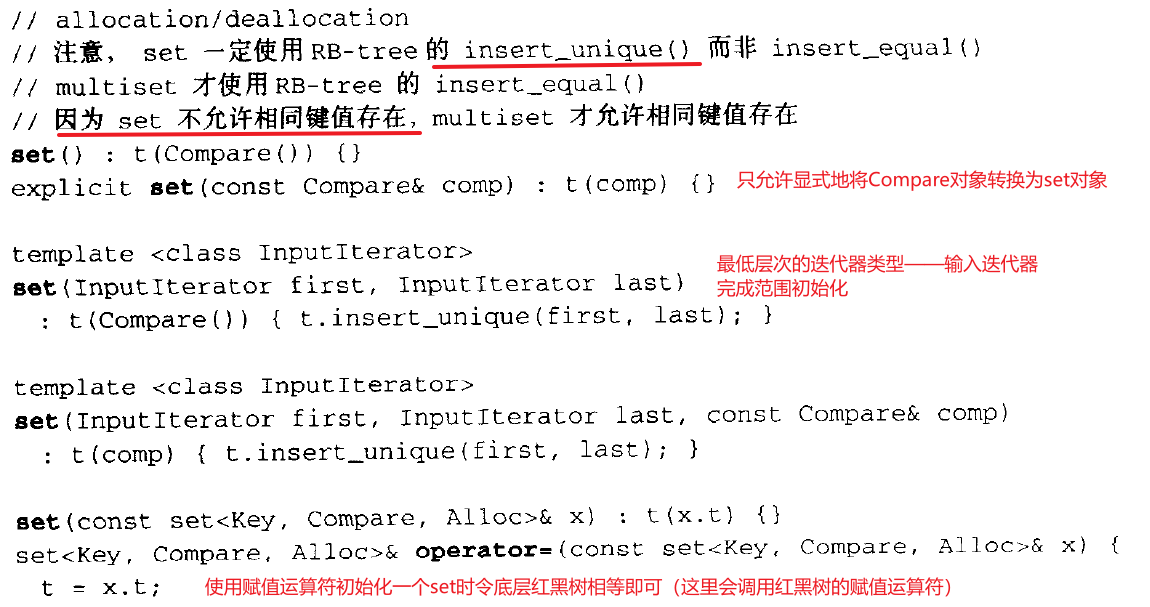 // allocation/deallocation
// 注意， set 一定使用 RB-tree 的 insert_unique() 而非 insert_equal()
// multiset 才使用 RB-tree 的 insert_equal()
// 因为 set 不允许相同键值存在，multiset 才允许相同键值存在
set() : t(Compare()) {}
explicit set(const Compare& comp) : t(comp) {} 只允许显式地将Compare对象转换为set对象
template <class InputIterator>
set(InputIterator first, InputIterator last) 最低层次的迭代器类型——输入迭代器
完成范围初始化
: t(Compare()) { t.insert_unique(first, last); }
template <class InputIterator>
set(InputIterator first, InputIterator last, const Compare& comp)
: t(comp) { t.insert_unique(first, last); }
set(const set<Key, Compare, Alloc>& x) : t(x.t) {}
set<Key, Compare, Alloc>& operator=(const set<Key, Compare, Alloc>& x) {
t = x.t; 使用赋值运算符初始化一个set时令底层红黑树相等即可（这里会调用红黑树的赋值运算符）